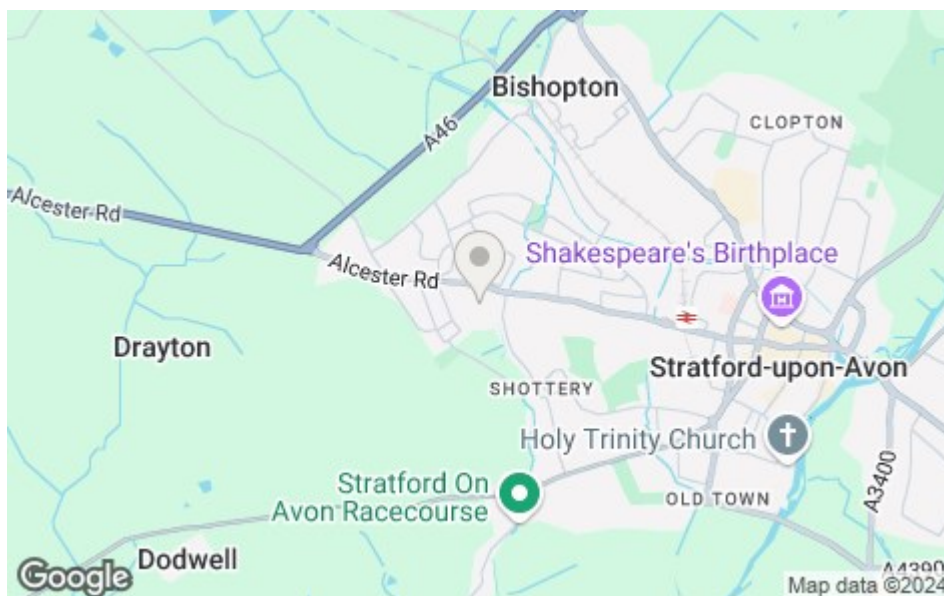 Bishopton
CLOPTON
A46
Alcester Rd
Alcester Rd
Shakespeare's Birthplace
Drayton
Stratford-upon-Avon
SHOTTERY
Holy Trinity Church
Stratford On
Avon Racecourse
OLD TOWN
A3400
Dodwell
A4390
Google
Map data ©2024